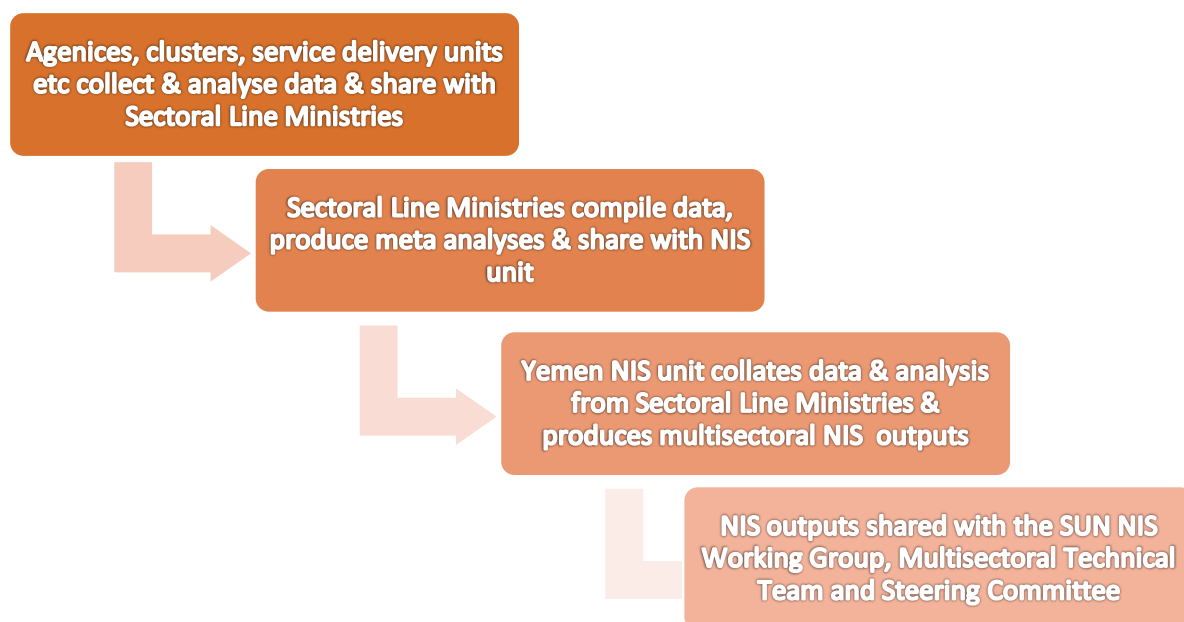 Agenices, clusters, service delivery units
etc collect & analyse data & share with
Sectoral Line Ministries
Sectoral Line Ministries compile data,
produce meta analyses & share with NIS
unit
Yemen NIS unit collates data & analysis
from Sectoral Line Ministries &
produces multisectoral NIS  outputs
NIS outputs shared with the SUN NIS
Working Group, Multisectoral Technical
Team and Steering Committee